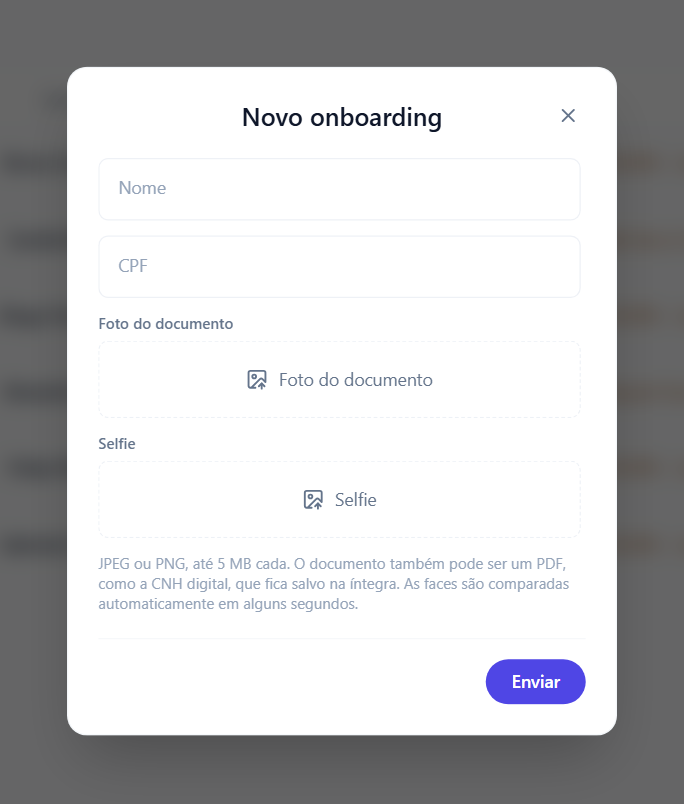 Novo onboarding
Nome
CPF
Foto do documento
Foto do documento
Selfie
Selfie
JPEG ou PNG, até 5 MB cada. O documento também pode ser um PDF,
como a CNH digital, que fica salvo na íntegra. As faces são comparadas
automaticamente em alguns segundos.
Enviar